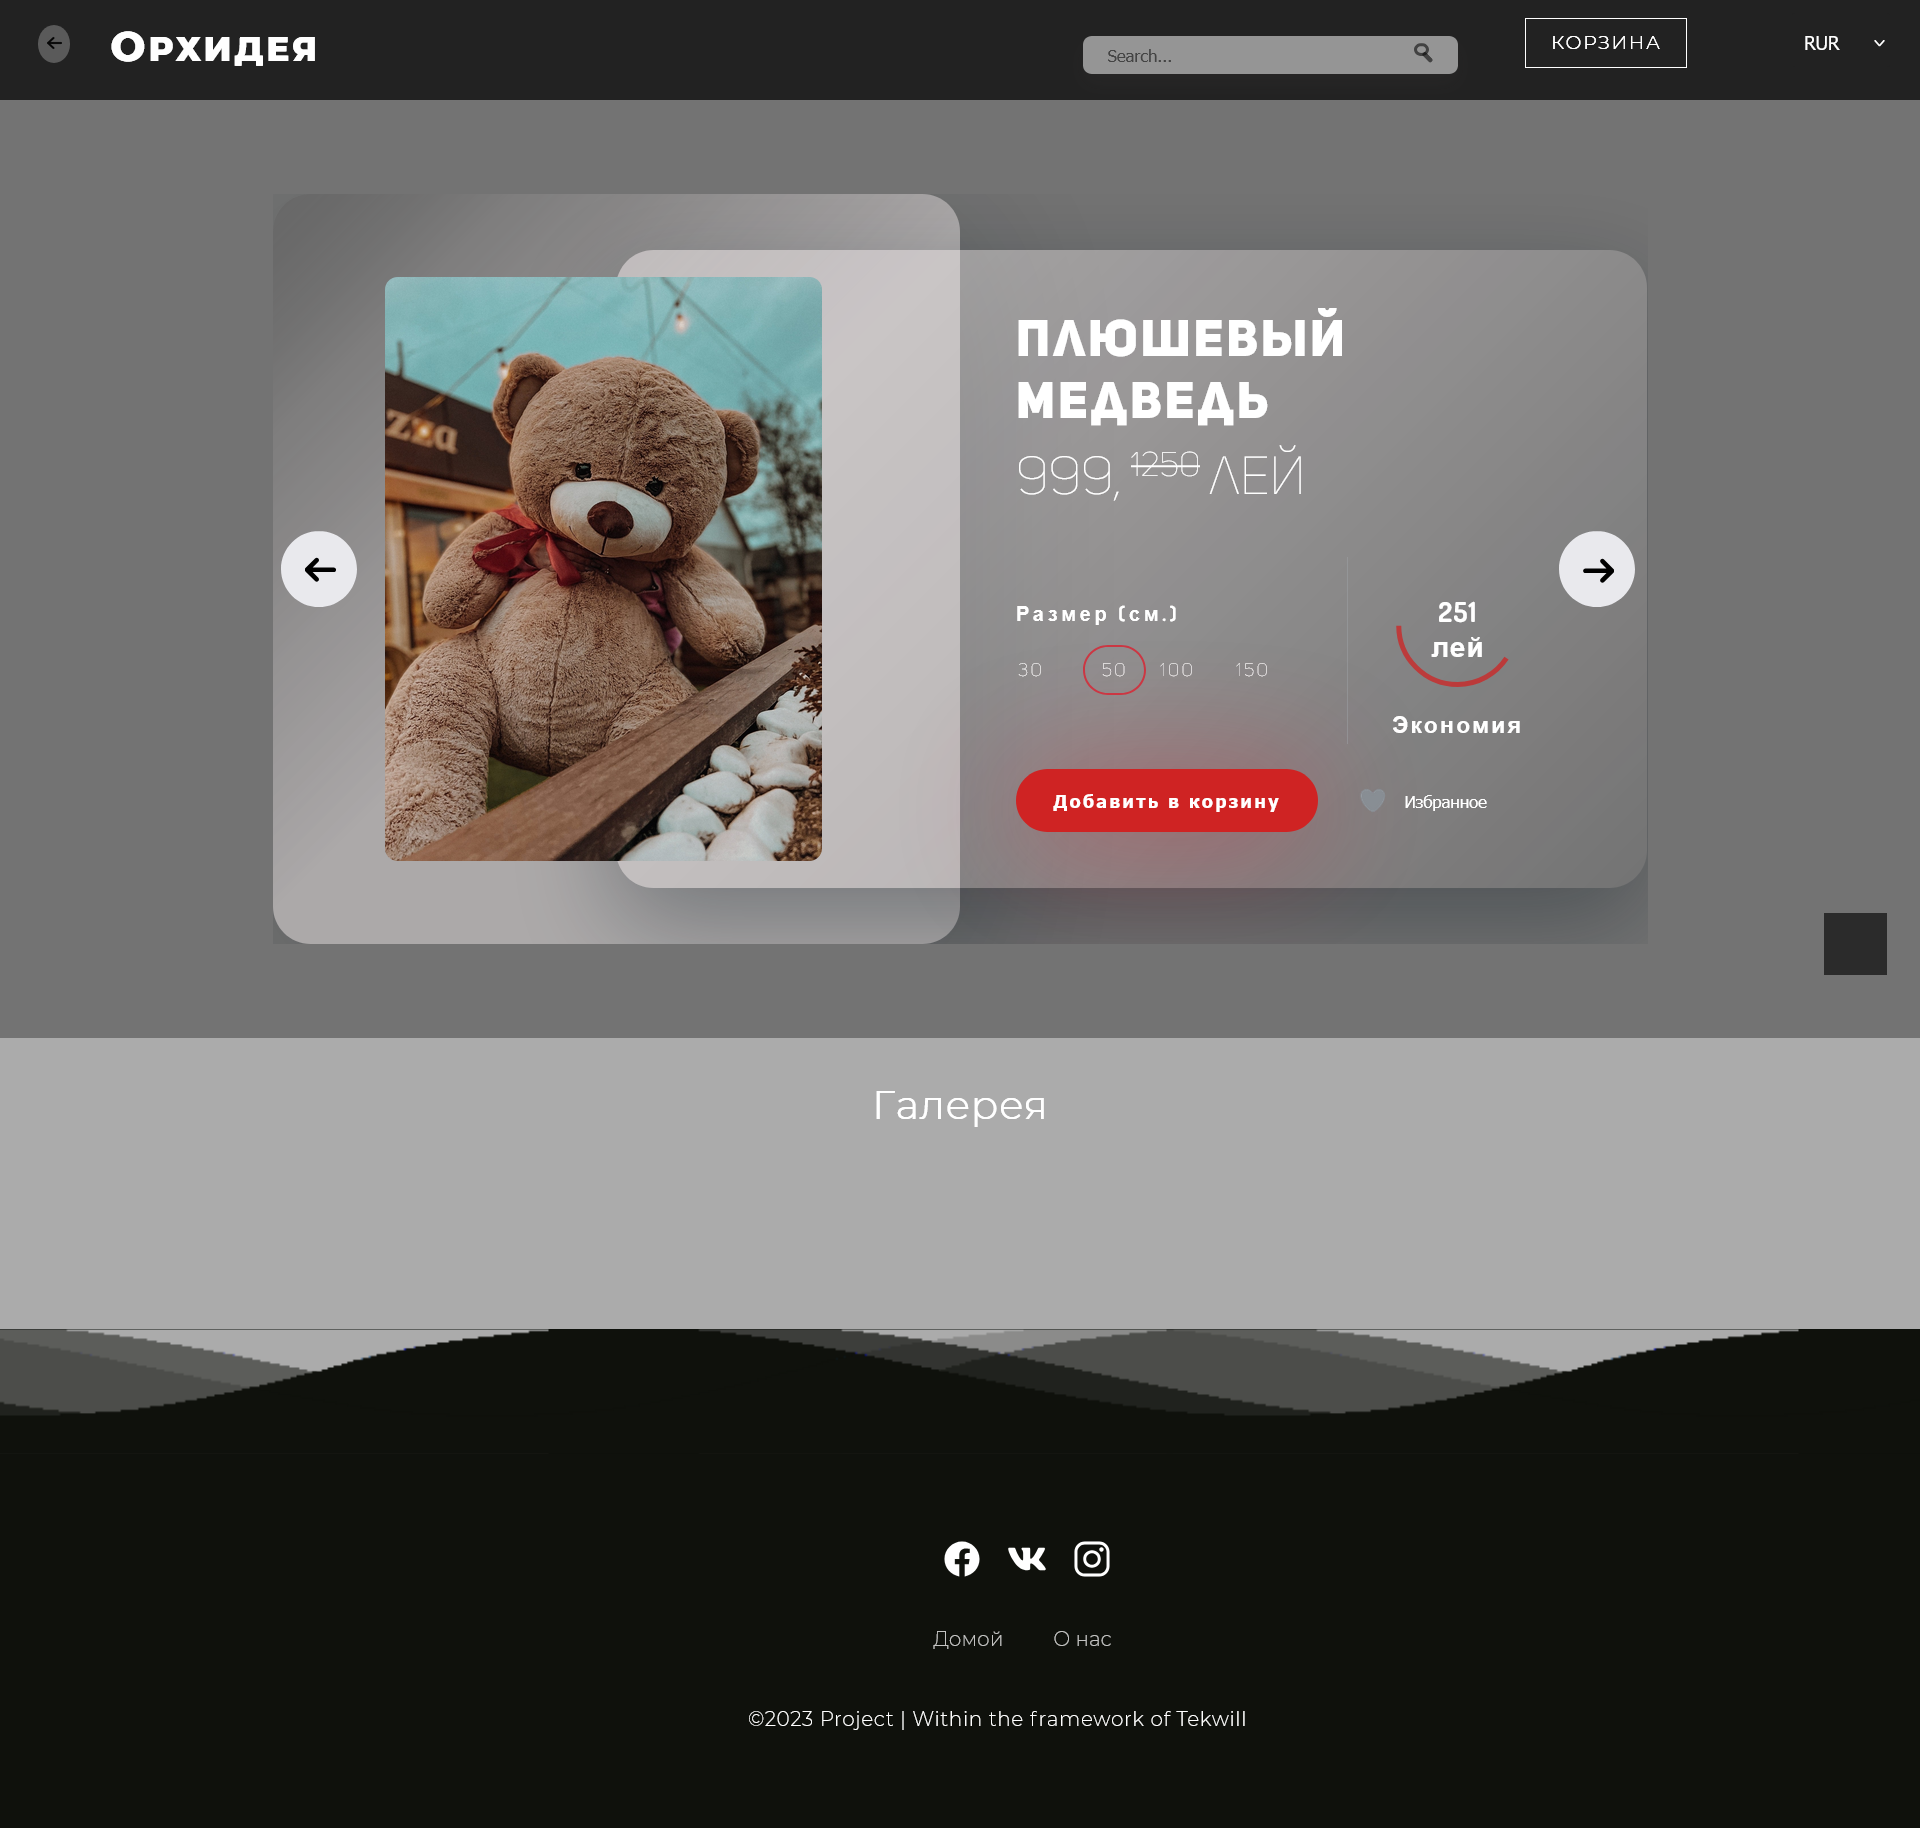 Орхидея
Search...
КОРЗИНА
RUR
ПЛЮШЕВЫЙ
МЕДВЕДЬ
999, 1250 ЛЕЙ
zza
Размер (см.)
30 50 100 150
251
лей
Экономия
Добавить в корзину
Избранное
Галерея
Домой О нас
©2023 Project | Within the framework of Tekwill